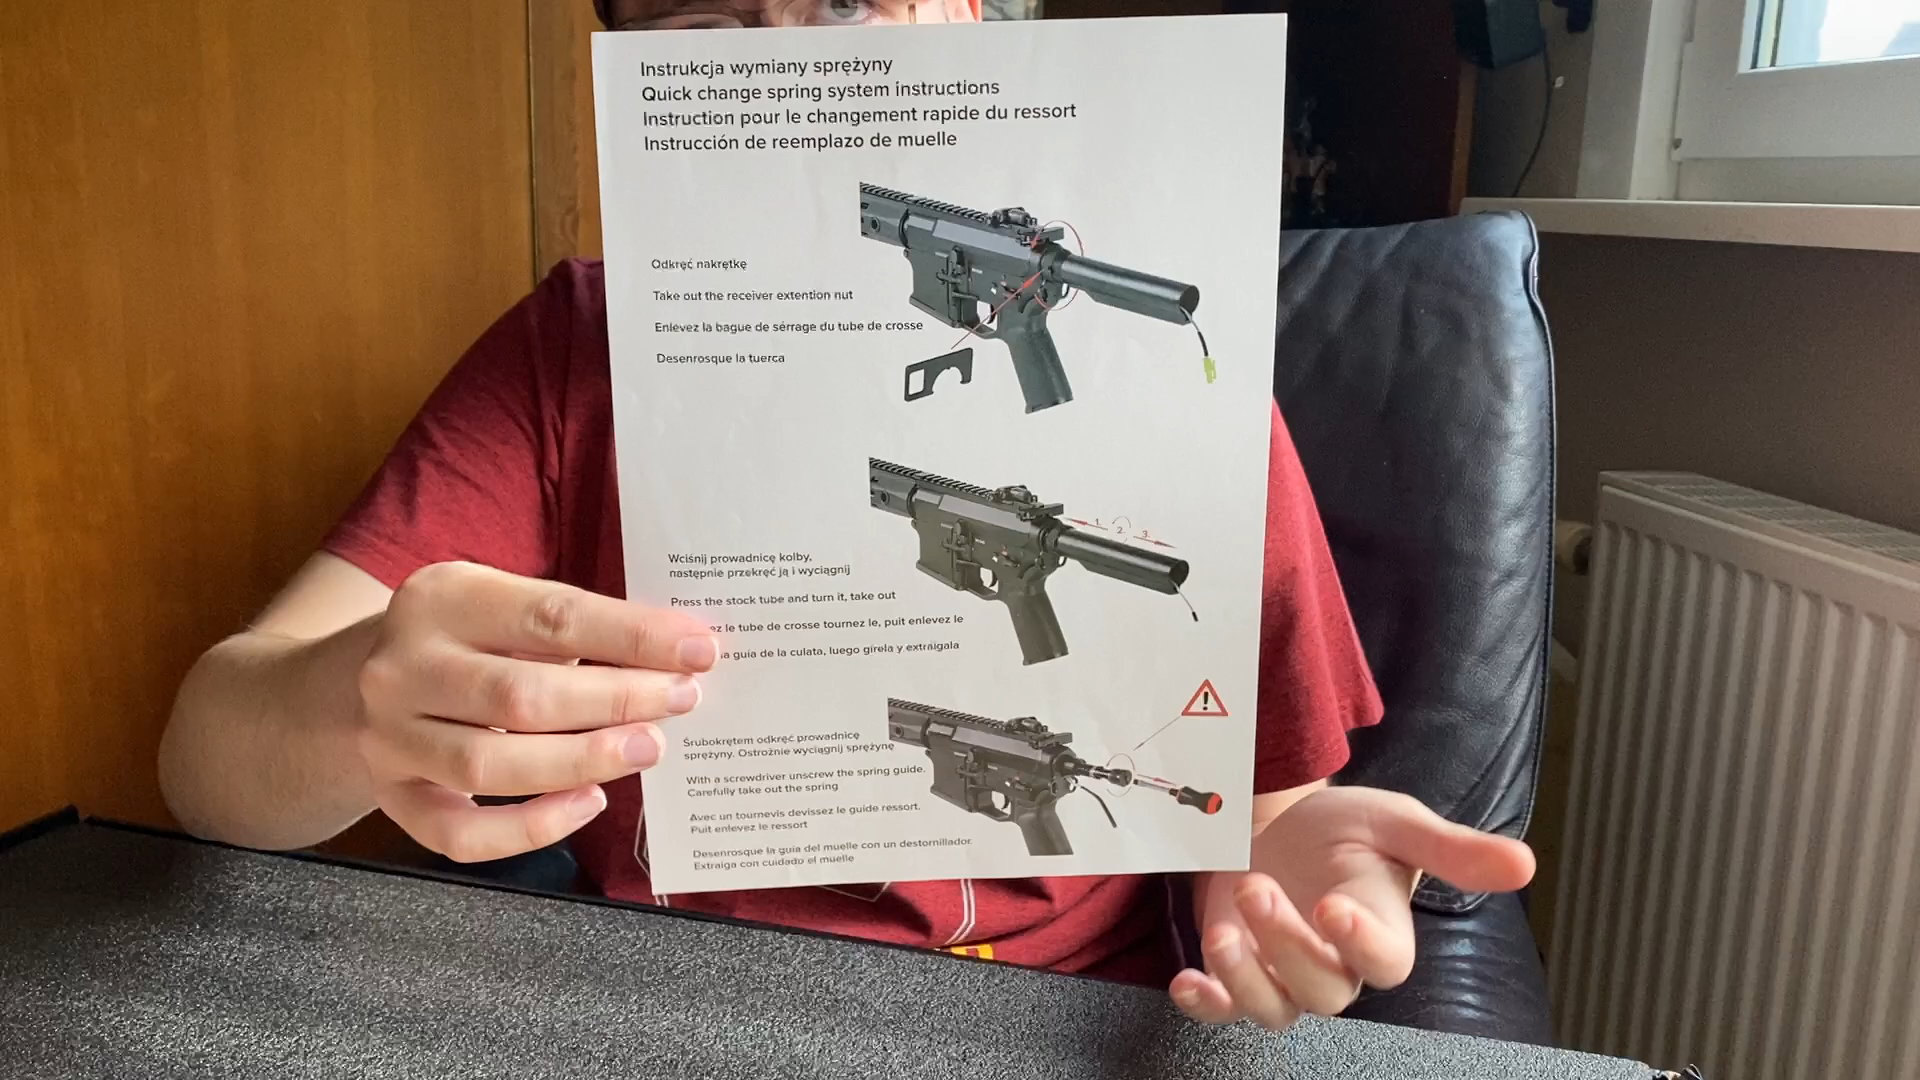 Instrukcja wymiany sprężyny
Quick change spring system instructions
Instruction pour le changement rapide du ressort
Instrucción de reemplazo de muelle
Odkręć nakrętkę
Take out the receiver extention nut
Enlevez la bague de sérrage du tube de crosse
Desenrosque la tuerca
1.
2.
3.
Wciśnij prowadnicę kolby,
następnie przekręć ją i wyciągnij
Press the stock tube and turn it, take out
ez le tube de crosse tournez le, puit enlevez le
a guía de la culata, luego gírela y extráigala
Śrubokrętem odkręć prowadnicę
sprężyny. Ostrożnie wyciągnij sprężynę
With a screwdriver unscrew the spring guide.
Carefully take out the spring
Avec un tournevis devissez le guide ressort.
Puit enlevez le ressort
Desenrosque la guía del muelle con un destornillador.
Extraiga con cuidado el muelle